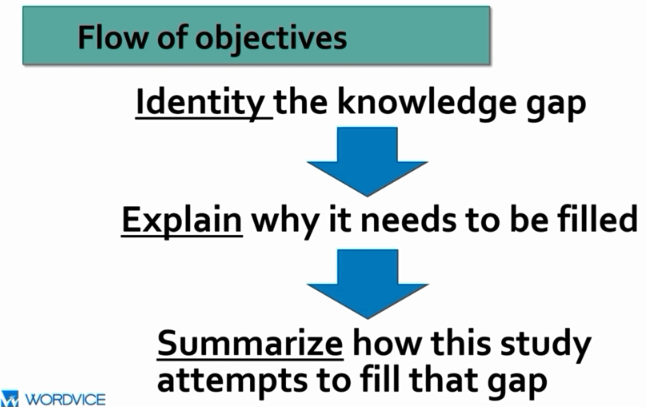 Flow of objectives
Identity the knowledge gap
Explain why it needs to be filled
Summarize how this study
attempts to fill that gap
WORDVICE